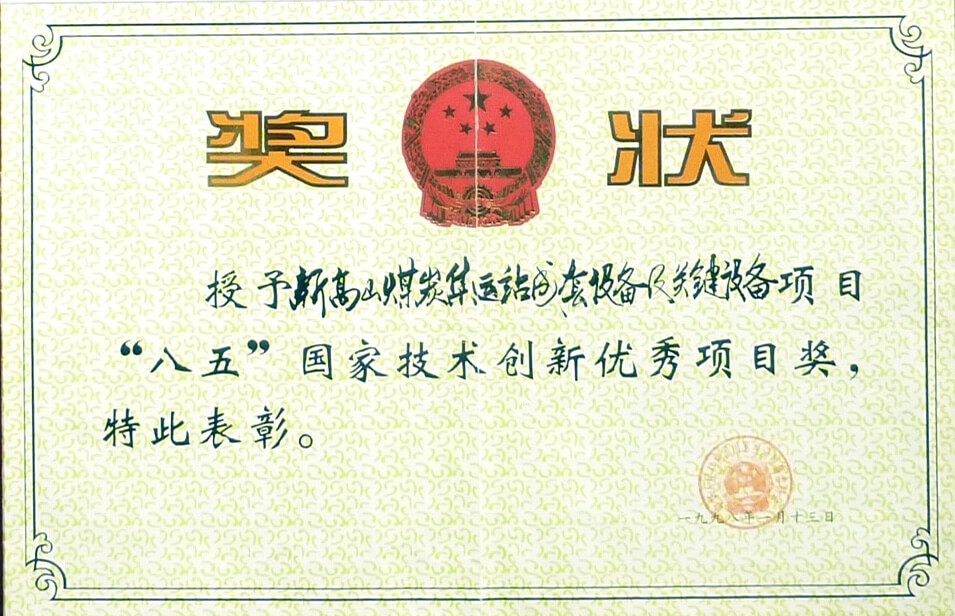 奖状
授予新高山煤炭集运站成套设备及关键设备项目
“八五”国家技术创新优秀项目奖，
特此表彰。
一九九八年一月十三日